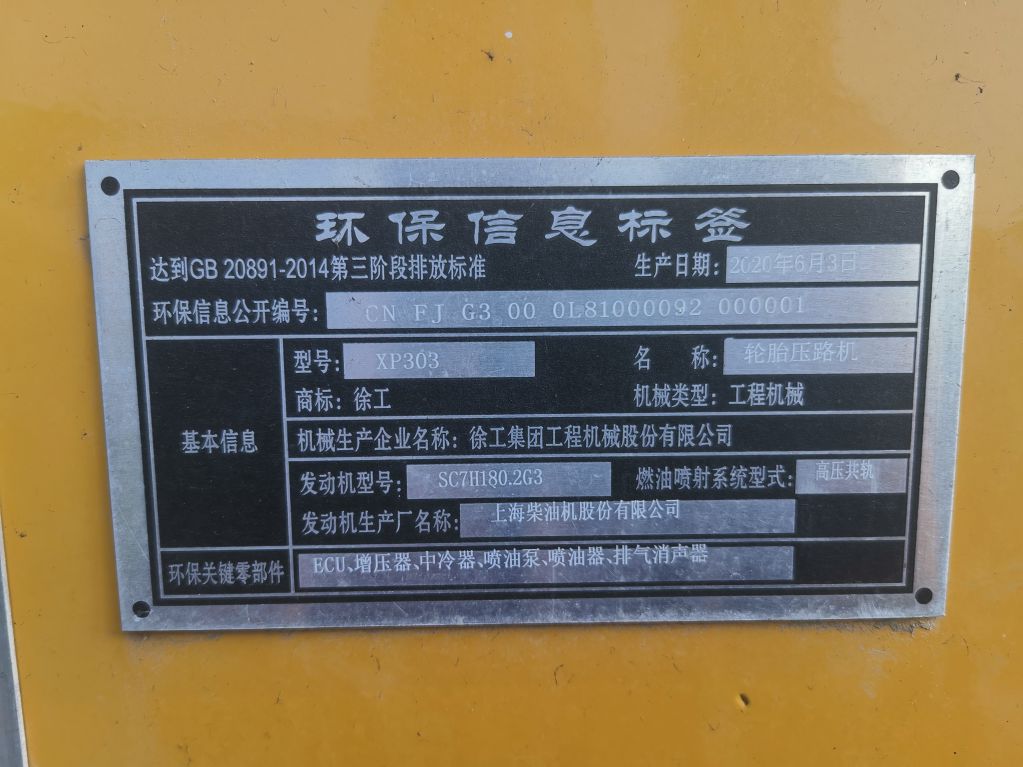 环保信息标签
达到GB 20891-2014第三阶段排放标准 生产日期: 2020年6月3日
环保信息公开编号: CN FJ G3 00 0L81000092 000001
基本信息
型号: XP303 名 称: 轮胎压路机
商标: 徐工 机械类型: 工程机械
机械生产企业名称: 徐工集团工程机械股份有限公司
发动机型号: SC7H180.2G3 燃油喷射系统型式: 高压共轨
发动机生产厂名称: 上海柴油机股份有限公司
环保关键零部件 ECU、增压器、中冷器、喷油泵、喷油器、排气消声器